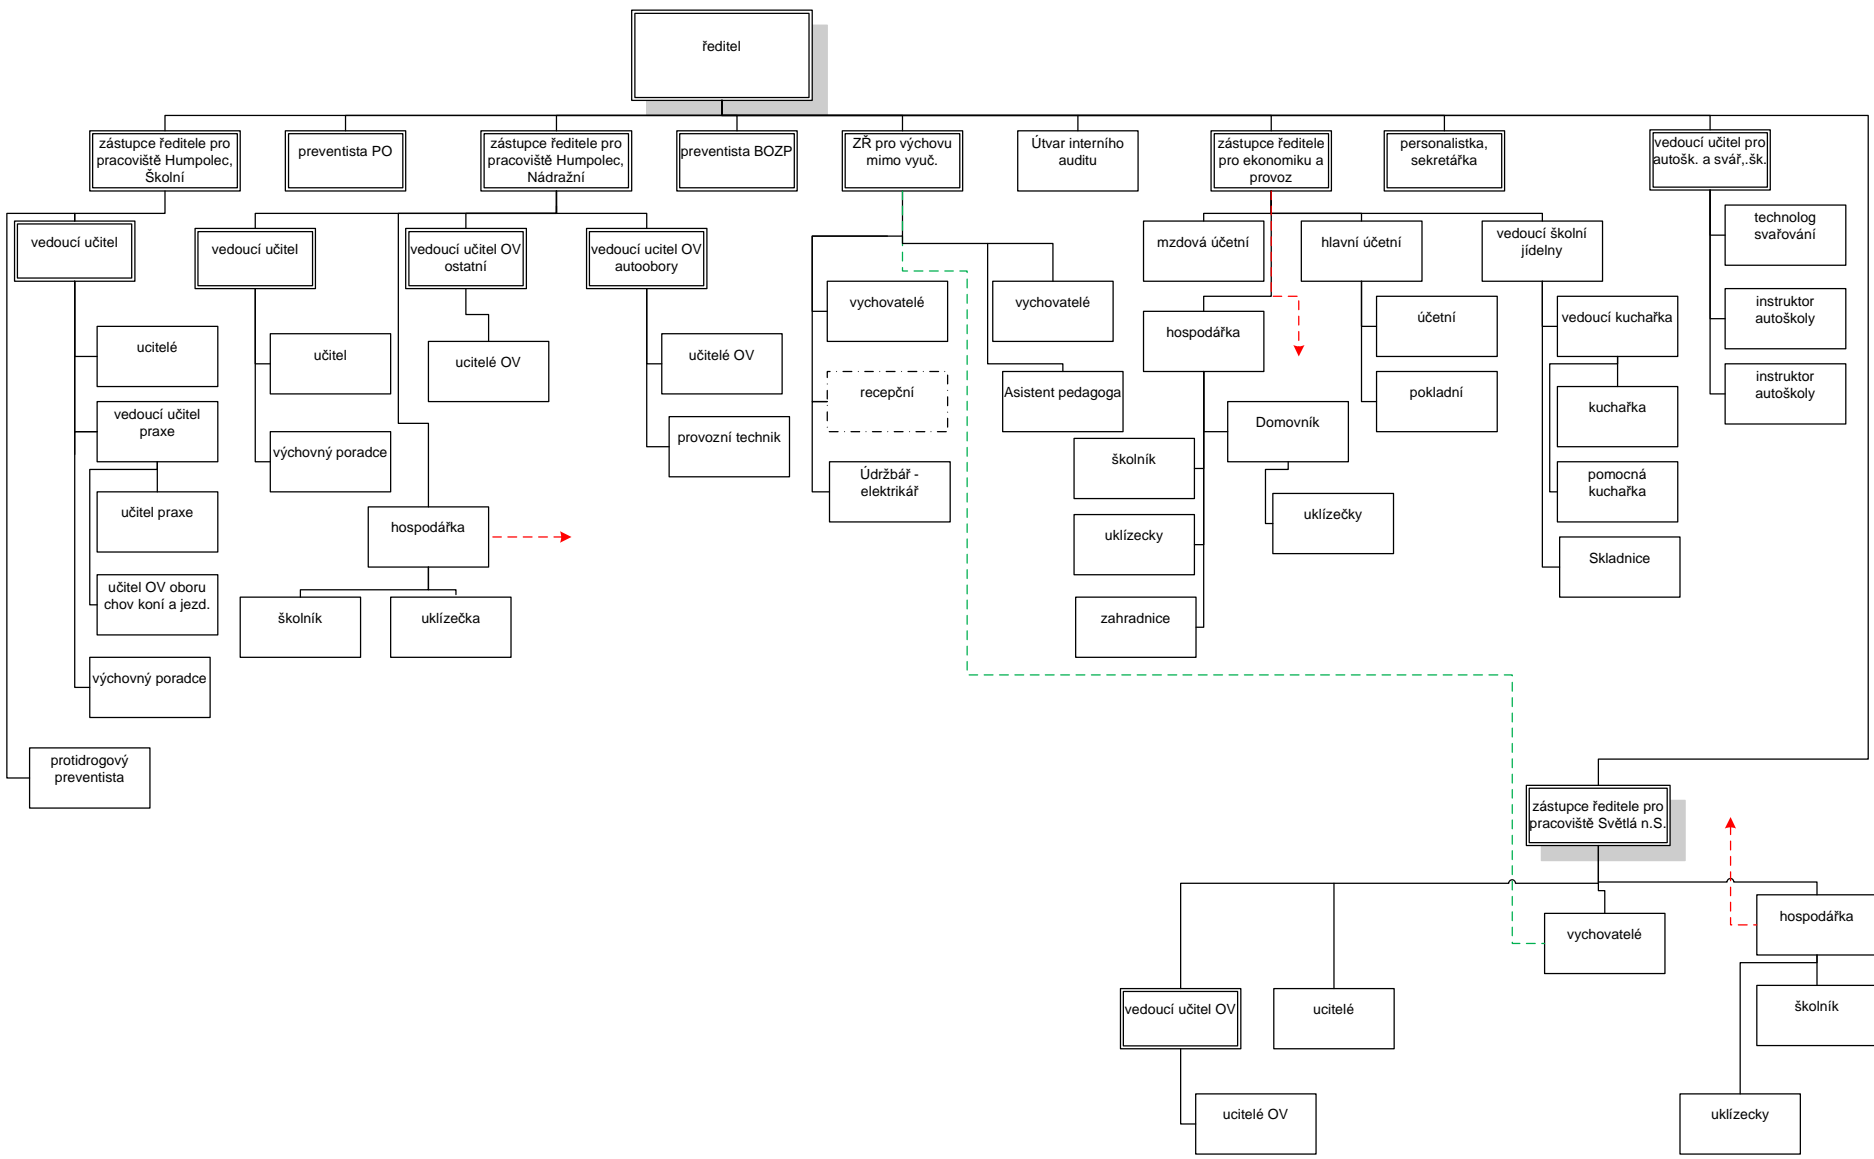 ředitel
zástupce ředitele pro
pracoviště Humpolec,
Školní
preventista PO
zástupce ředitele pro
pracoviště Humpolec,
Nádražní
preventista BOZP
ZŘ pro výchovu
mimo vyuč.
Útvar interního
auditu
zástupce ředitele
pro ekonomiku a
provoz
personalistka,
sekretářka
vedoucí učitel pro
autošk. a svář,.šk.
vedoucí učitel
vedoucí učitel
vedoucí učitel OV
ostatní
vedoucí ucitel OV
autoobory
mzdová účetní
hlavní účetní
vedoucí školní
jídelny
technolog
svařování
vychovatelé
vychovatelé
hospodářka
účetní
vedoucí kuchařka
instruktor
autoškoly
ucitelé
učitel
ucitelé OV
učitelé OV
recepční
Asistent pedagoga
pokladní
kuchařka
instruktor
autoškoly
vedoucí učitel
praxe
výchovný poradce
provozní technik
Domovník
školník
Údržbář -
elektrikář
pomocná
kuchařka
učitel praxe
hospodářka
uklízečky
uklízecky
Skladnice
učitel OV oboru
chov koní a jezd.
školník
uklízečka
zahradnice
výchovný poradce
protidrogový
preventista
zástupce ředitele pro
pracoviště Světlá n.S.
hospodářka
vychovatelé
vedoucí učitel OV
ucitelé
školník
ucitelé OV
uklízecky